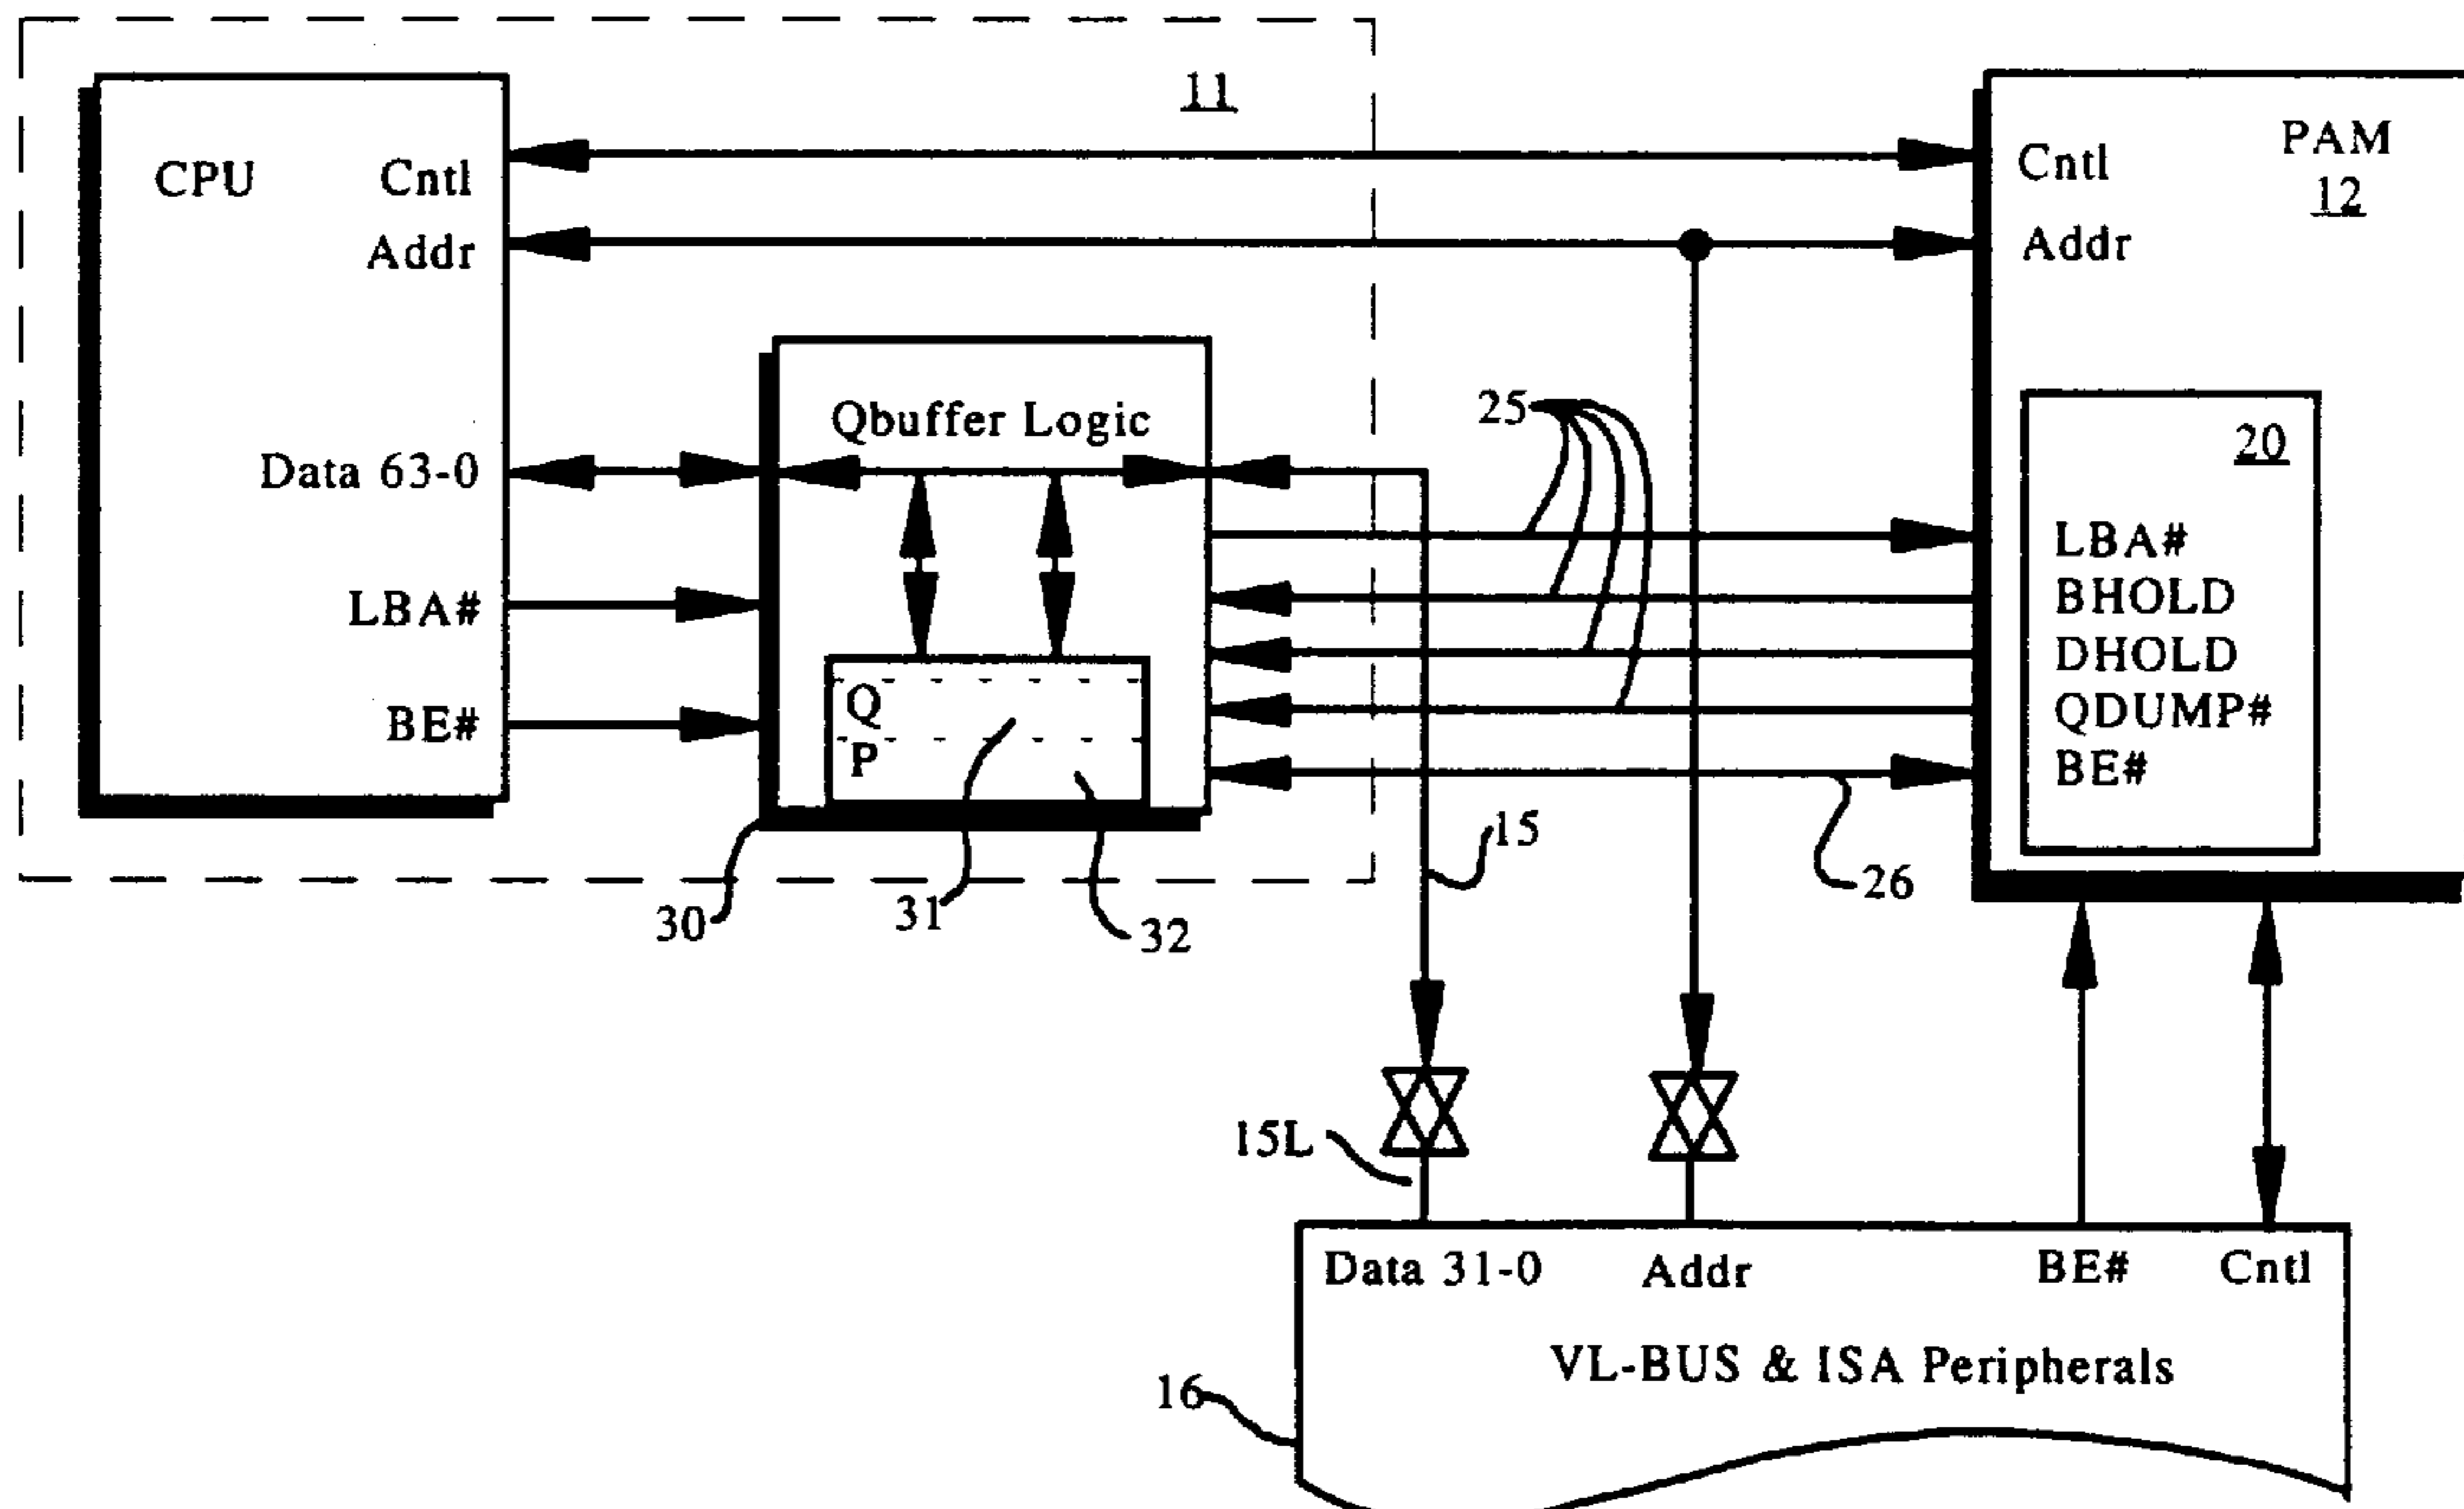 11
CPU
Cntl
Addr
Data 63-0
LBA#
BE#
Qbuffer Logic
Q
P
30
31
32
25
15
26
PAM
12
Cntl
Addr
20
LBA#
BHOLD
DHOLD
QDUMP#
BE#
15L
Data 31-0 Addr BE# Cntl
VL-BUS & ISA Peripherals
16